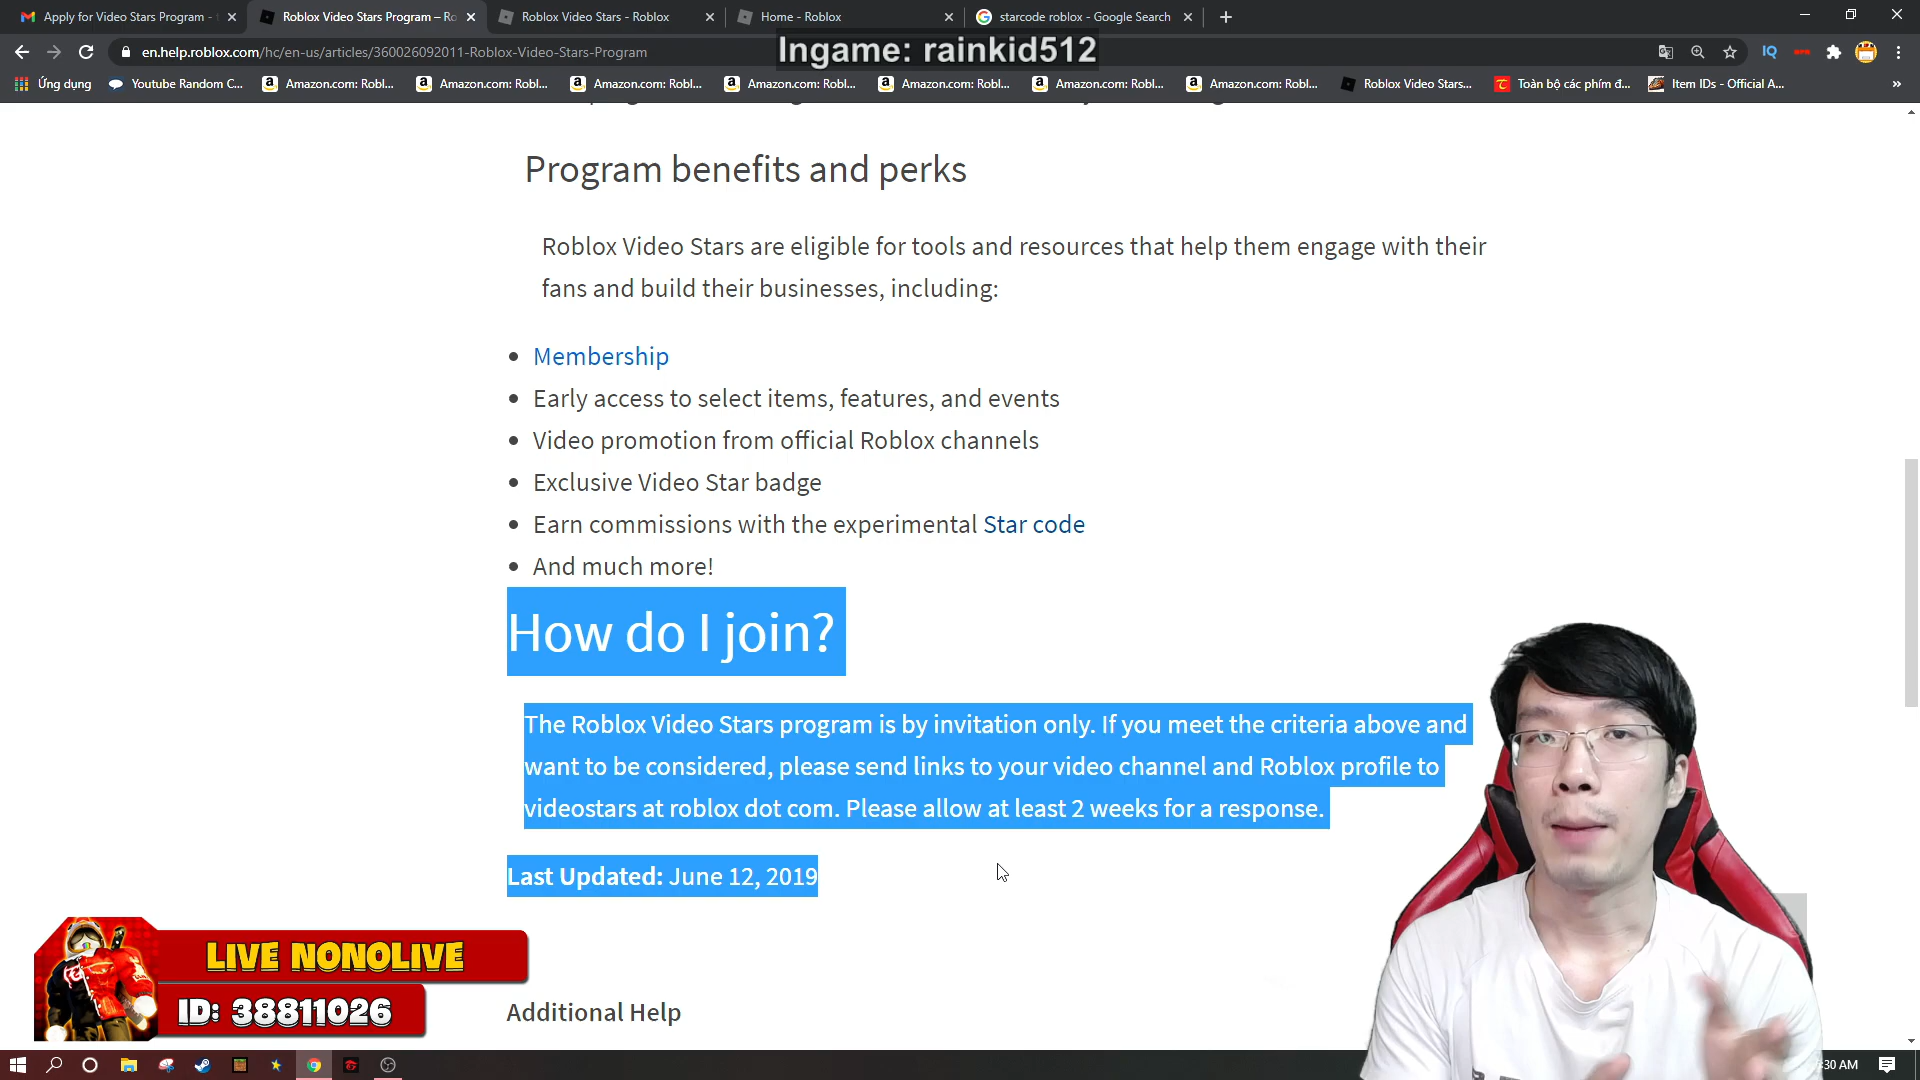 Apply for Video Stars Program -
Roblox Video Stars Program – Ro
Roblox Video Stars - Roblox
Home - Roblox
starcode roblox - Google Search
en.help.roblox.com/hc/en-us/articles/360026092011-Roblox-Video-Stars-Program
Ingame: rainkid512
IQ
Ứng dụng
Youtube Random C...
Amazon.com: Robl...
Amazon.com: Robl...
Amazon.com: Robl...
Amazon.com: Robl...
Amazon.com: Robl...
Amazon.com: Robl...
Amazon.com: Robl...
Roblox Video Stars...
Toàn bộ các phím đ...
Item IDs - Official A...
Program benefits and perks
Roblox Video Stars are eligible for tools and resources that help them engage with their
fans and build their businesses, including:
Membership
Early access to select items, features, and events
Video promotion from official Roblox channels
Exclusive Video Star badge
Earn commissions with the experimental Star code
And much more!
How do I join?
The Roblox Video Stars program is by invitation only. If you meet the criteria above and
want to be considered, please send links to your video channel and Roblox profile to
videostars at roblox dot com. Please allow at least 2 weeks for a response.
Last Updated: June 12, 2019
LIVE NONOLIVE
ID: 38811026
Additional Help
:30 AM